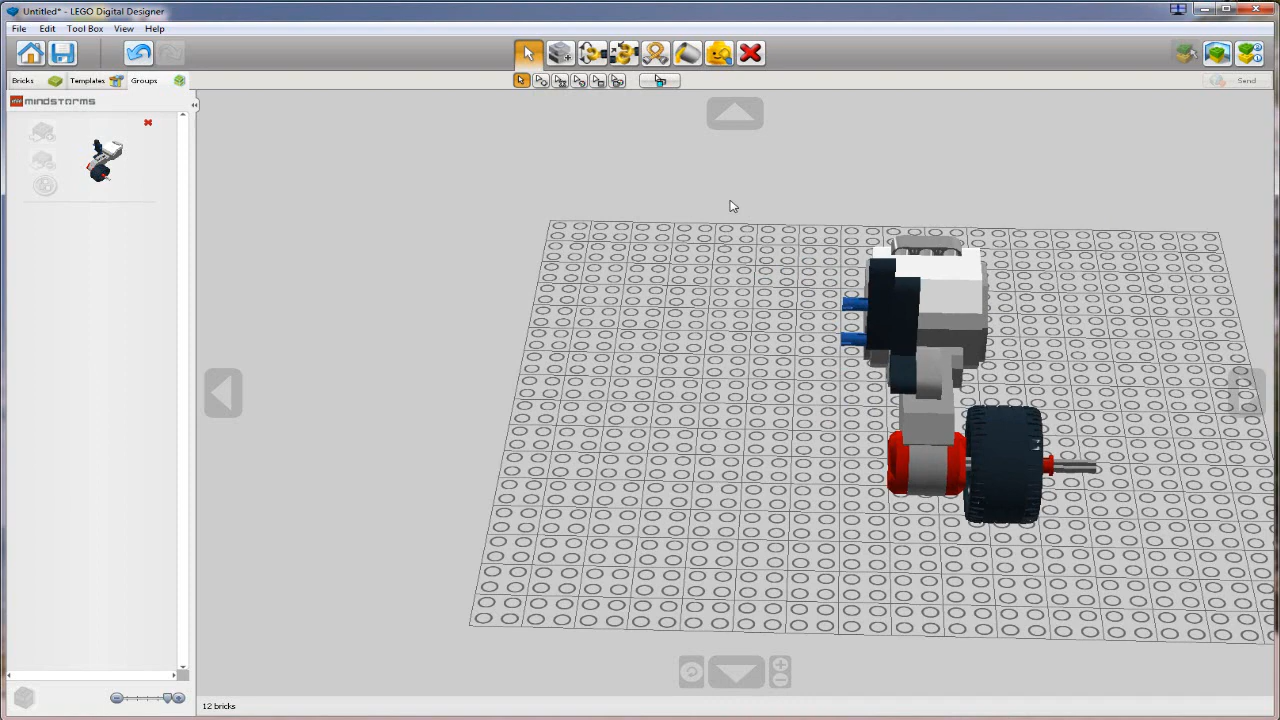 Untitled* - LEGO Digital Designer
File Edit Tool Box View Help
Bricks Templates Groups
Send
mindstorms
12 bricks